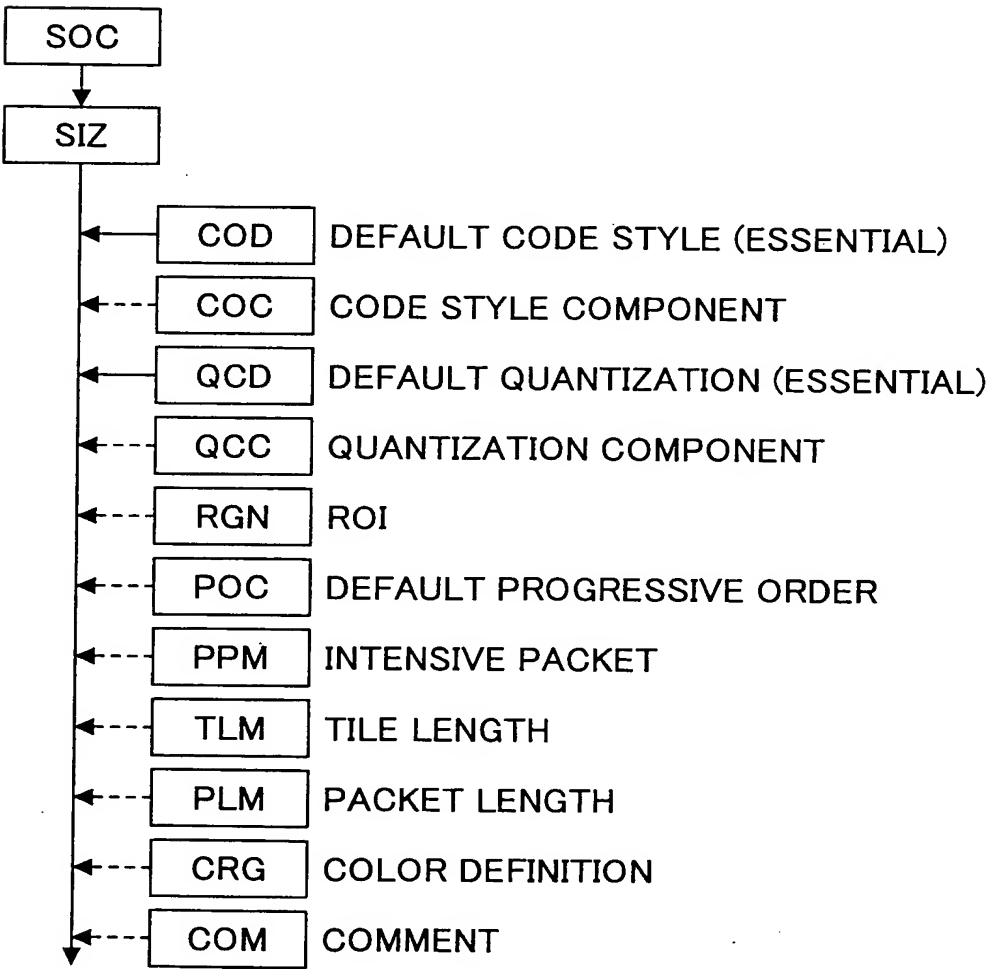 SOC
SIZ
COD DEFAULT CODE STYLE (ESSENTIAL)
COC CODE STYLE COMPONENT
QCD DEFAULT QUANTIZATION (ESSENTIAL)
QCC QUANTIZATION COMPONENT
RGN ROI
POC DEFAULT PROGRESSIVE ORDER
PPM INTENSIVE PACKET
TLM TILE LENGTH
PLM PACKET LENGTH
CRG COLOR DEFINITION
COM COMMENT